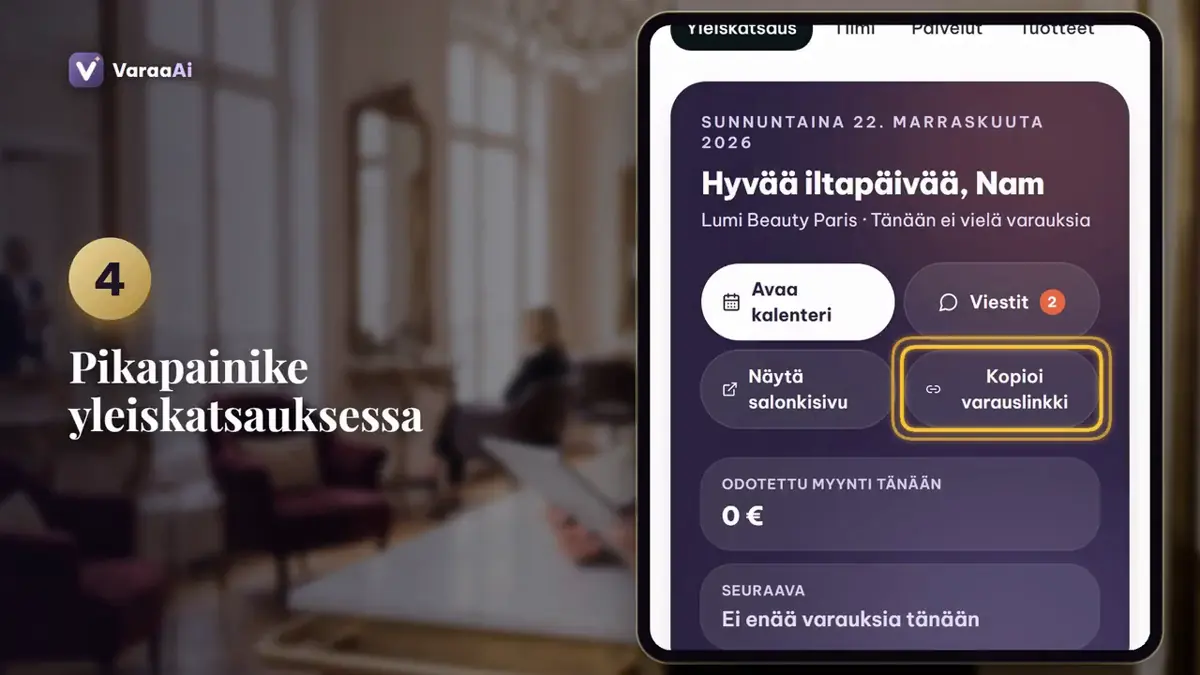 VaraaAi
4
Pikapainike
yleiskatsauksessa
Yleiskatsaus Tiimi Palvelut Tuotteet
SUNNUNTAINA 22. MARRASKUUTA
2026
Hyvää iltapäivää, Nam
Lumi Beauty Paris · Tänään ei vielä varauksia
Avaa
kalenteri
Viestit 2
Näytä
salonkisivu
Kopioi
varauslinkki
ODOTETTU MYYNTI TÄNÄÄN
0 €
SEURAAVA
Ei enää varauksia tänään